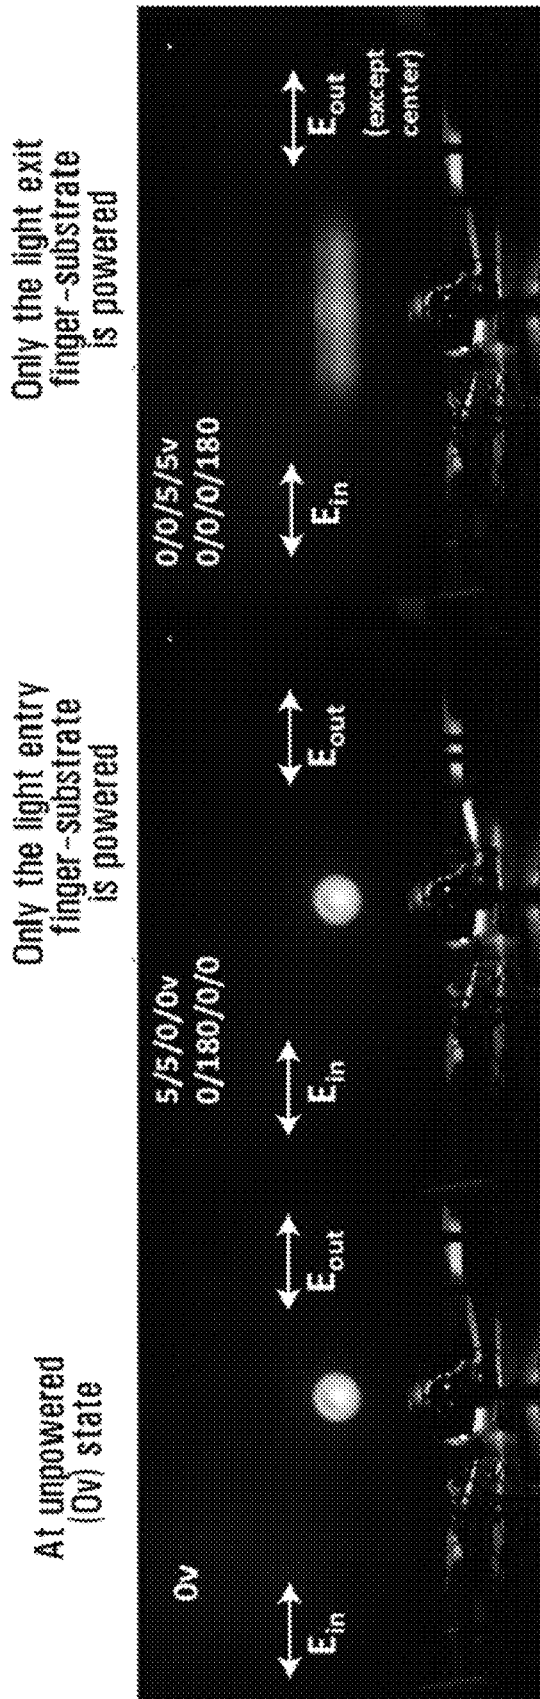 At unpowered
(0v) state
0v
E_in
E_out
Only the light entry
finger-substrate
is powered
5/5/0/0v
0/180/0/0
E_in
E_out
Only the light exit
finger-substrate
is powered
0/0/5/5v
0/0/0/180
E_in
E_out
(except
center)